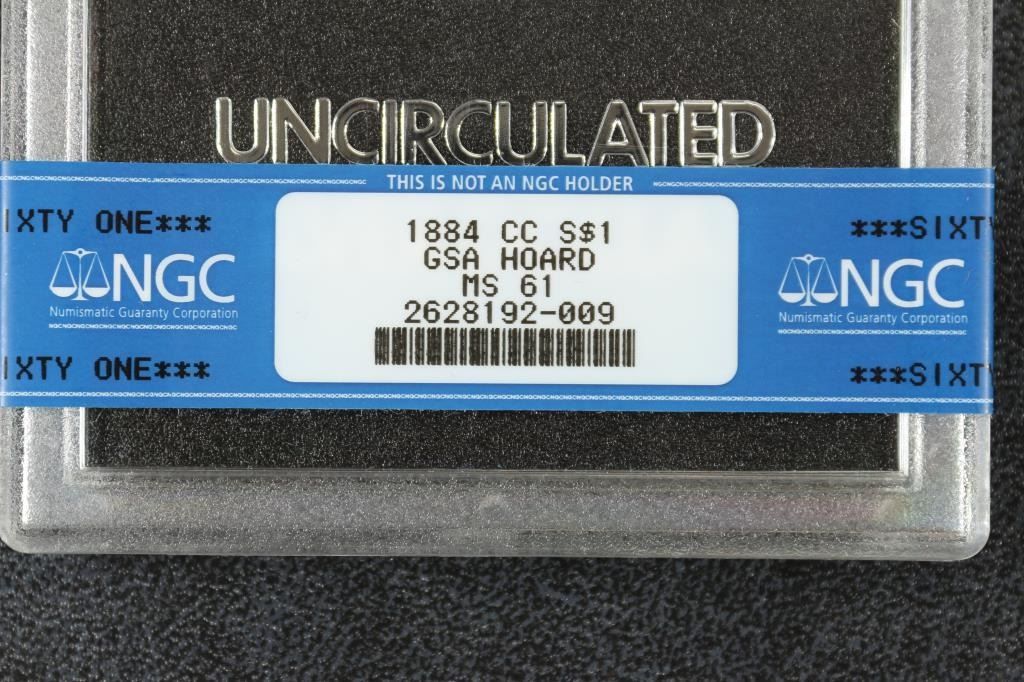 UNCIRCULATED
THIS IS NOT AN NGC HOLDER
IXTY ONE***
***SIXTY
1884 CC S$1
GSA HOARD
MS 61
2628192-009
NGC
Numismatic Guaranty Corporation
NGC
Numismatic Guaranty Corporation
IXTY ONE***
***SIXTY